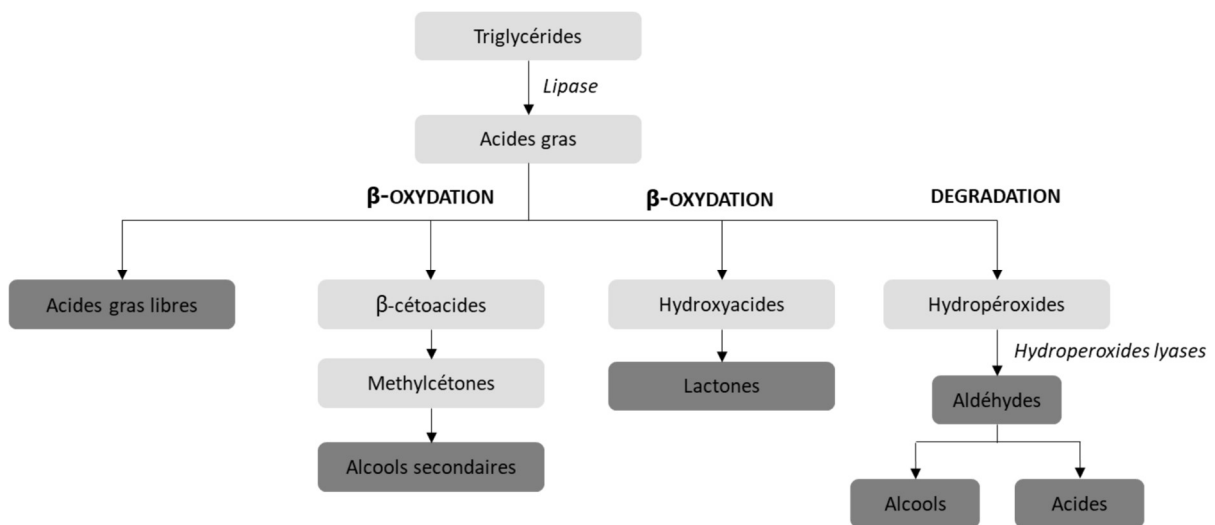 Triglycérides
Lipase
Acides gras
β-OXYDATION
β-OXYDATION
DEGRADATION
Acides gras libres
β-cétoacides
Hydroxyacides
Hydropéroxides
Hydroperoxides lyases
Methylcétones
Lactones
Aldéhydes
Alcools secondaires
Alcools
Acides